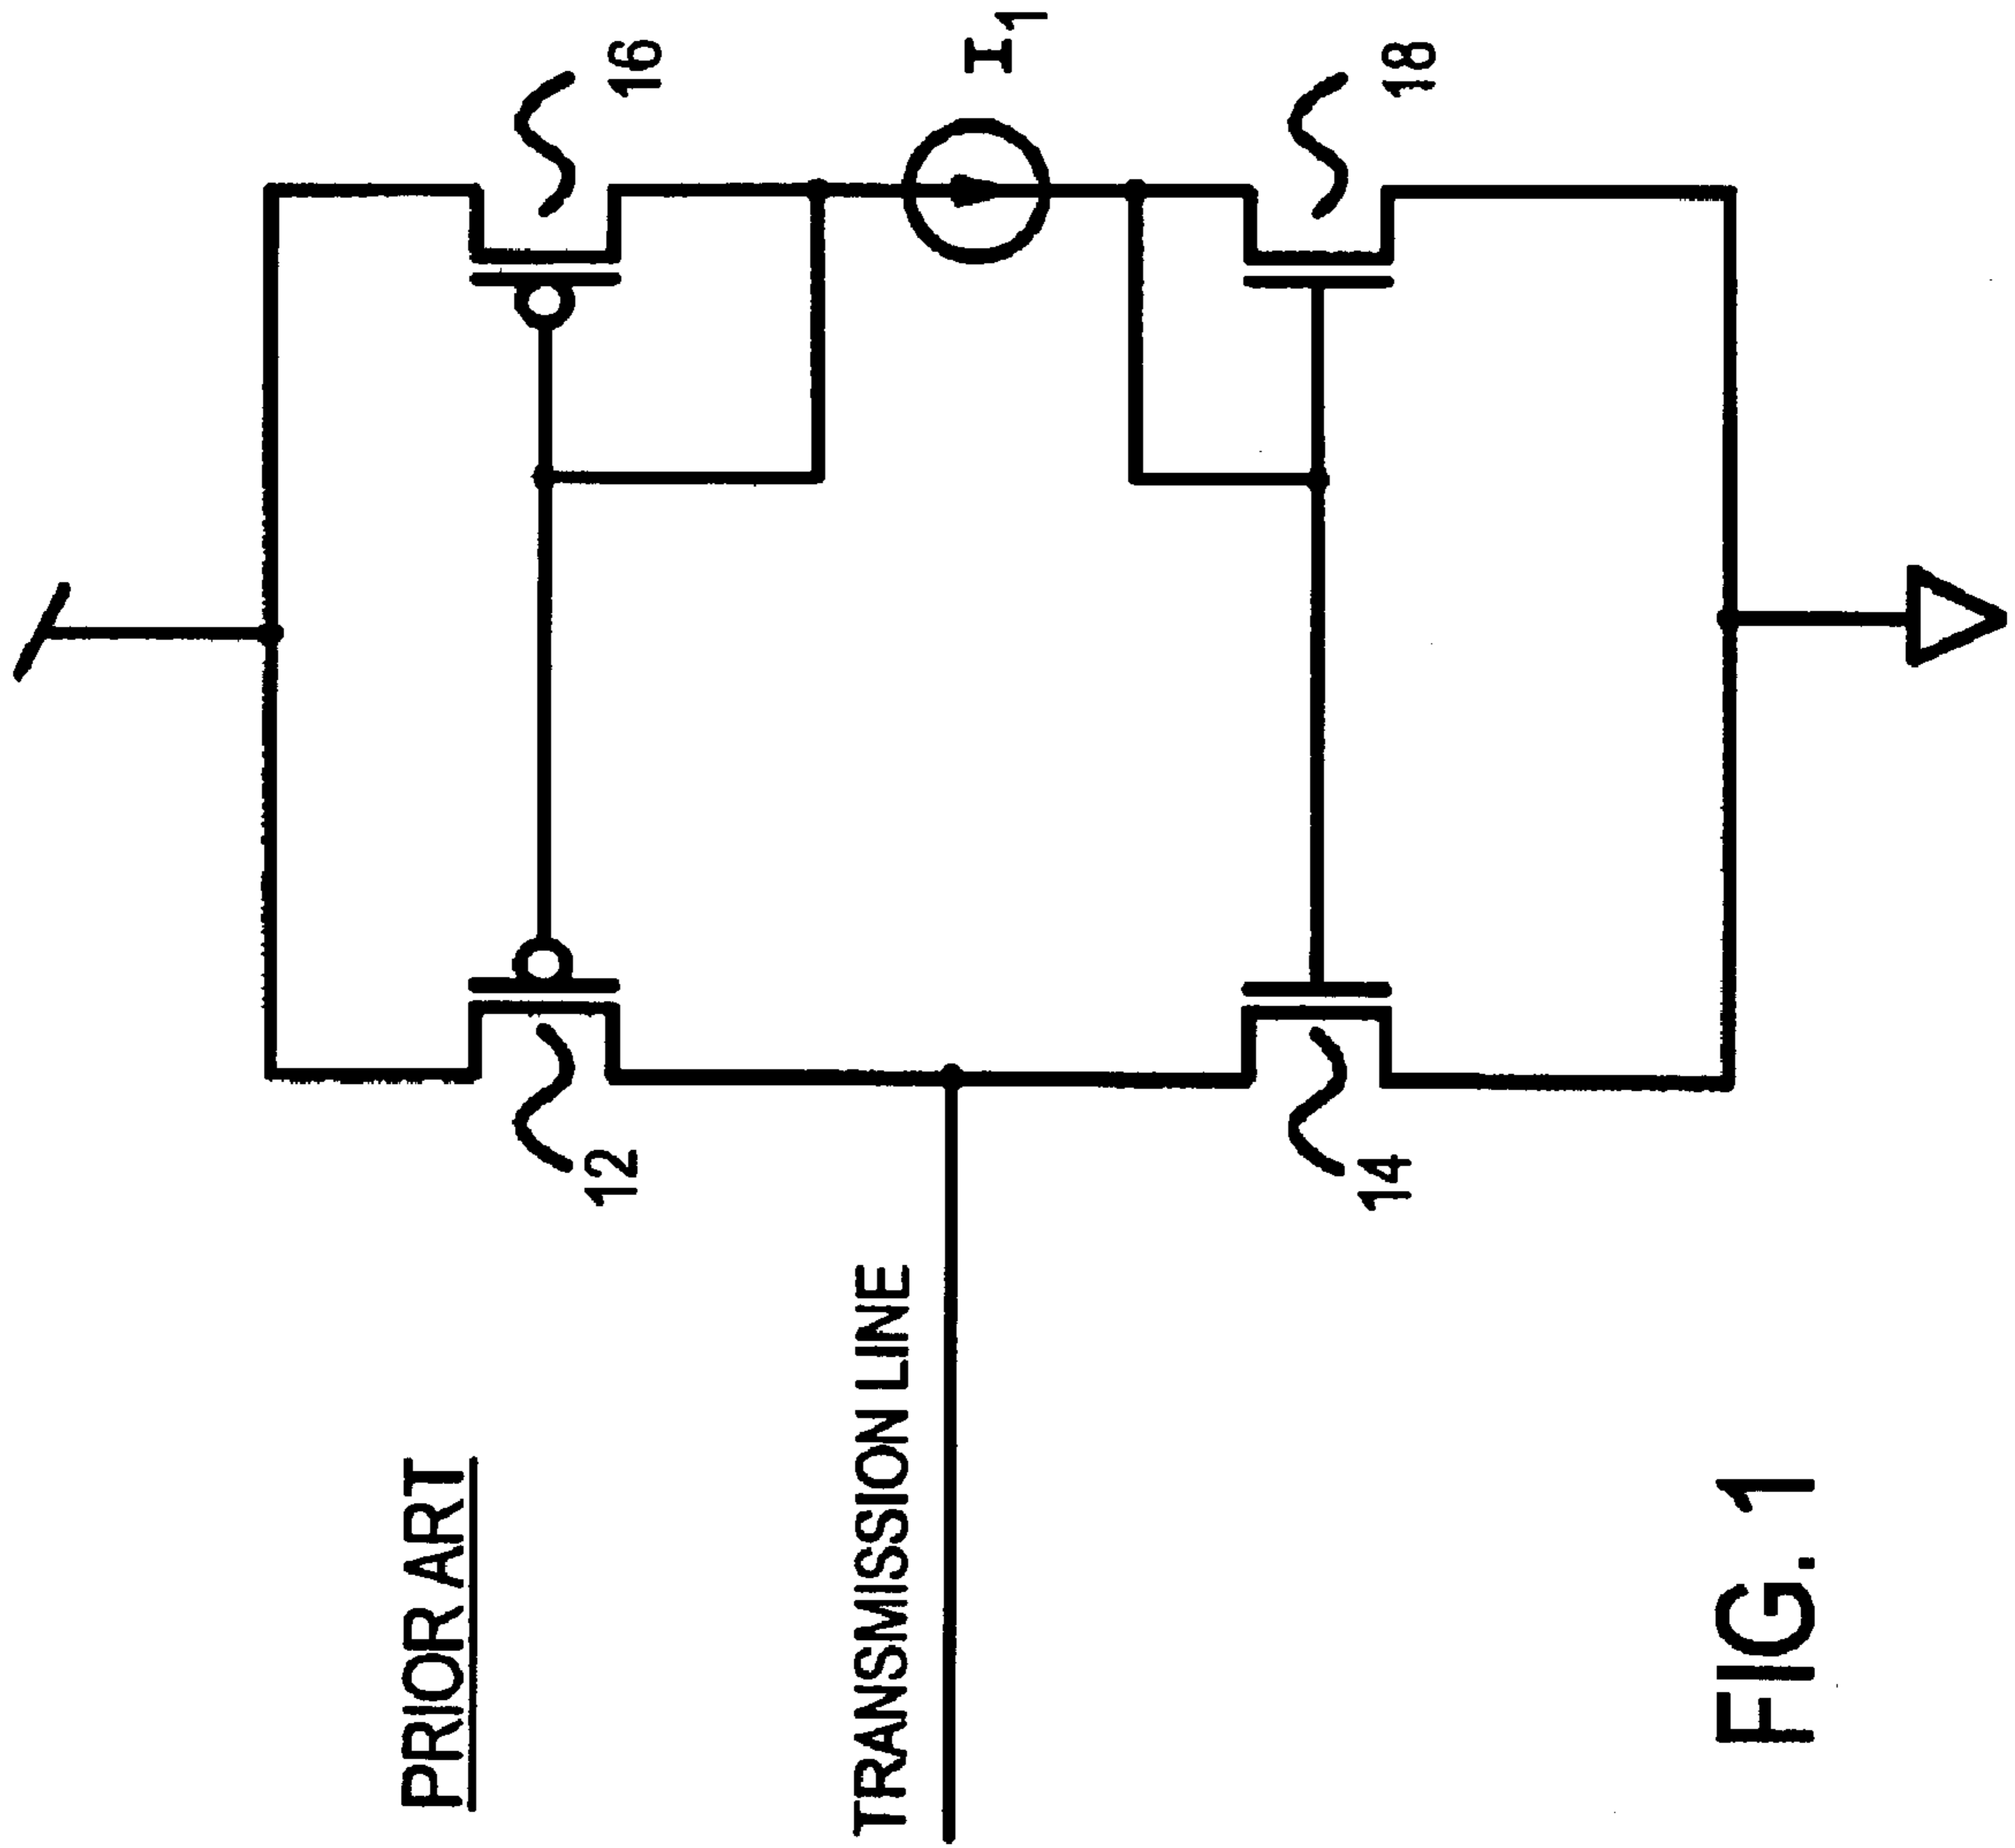 PRIOR ART
16
12
I1
TRANSMISSION LINE
18
14
FIG. 1